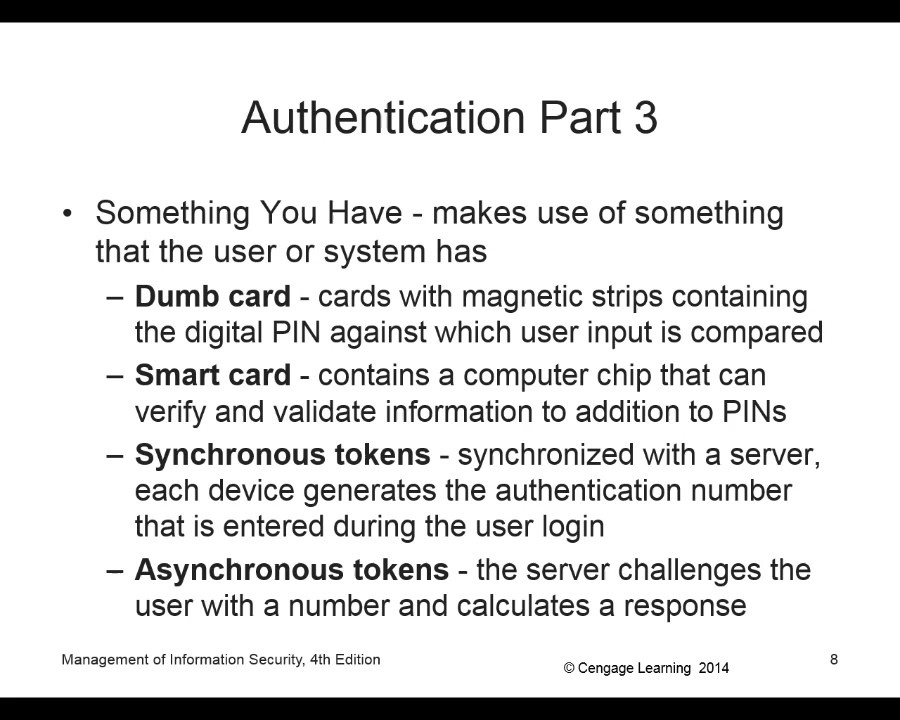 Authentication Part 3
• Something You Have - makes use of something
that the user or system has
– Dumb card - cards with magnetic strips containing
the digital PIN against which user input is compared
– Smart card - contains a computer chip that can
verify and validate information to addition to PINs
– Synchronous tokens - synchronized with a server,
each device generates the authentication number
that is entered during the user login
– Asynchronous tokens - the server challenges the
user with a number and calculates a response
Management of Information Security, 4th Edition
© Cengage Learning 2014
8